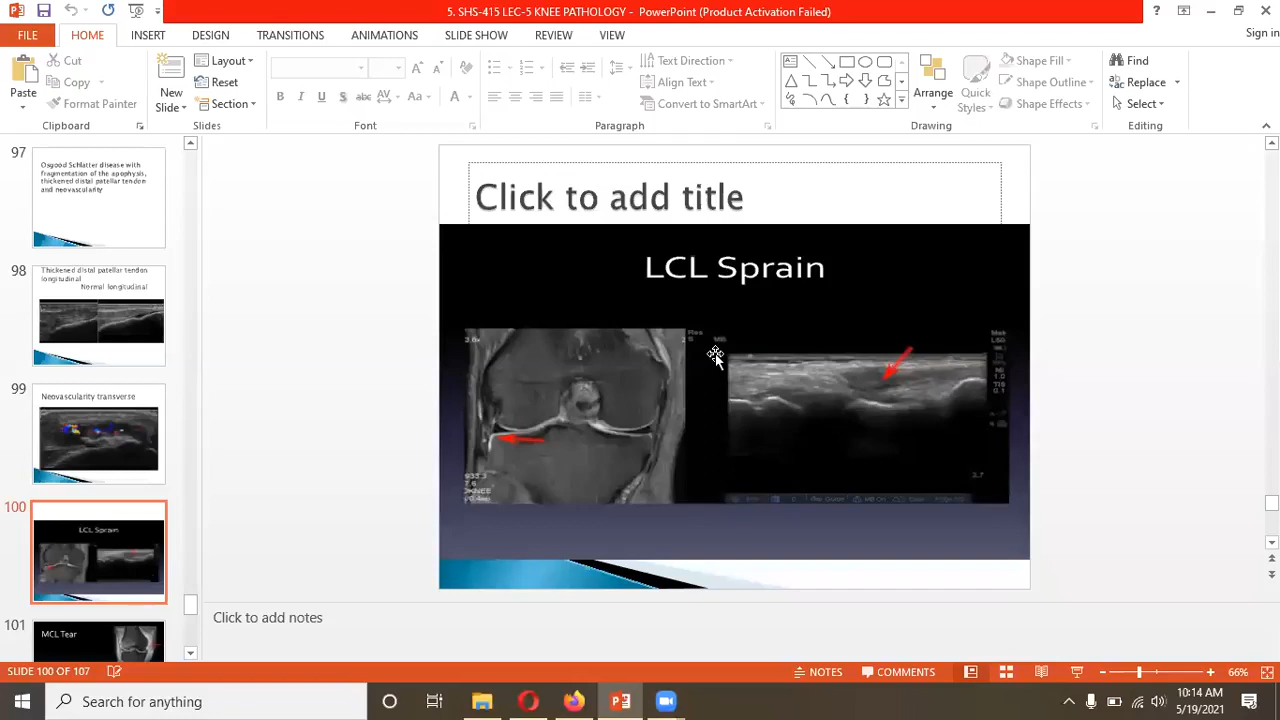 5. SHS-415 LEC-5 KNEE PATHOLOGY - PowerPoint (Product Activation Failed)
FILE HOME INSERT DESIGN TRANSITIONS ANIMATIONS SLIDE SHOW REVIEW VIEW Sign in
Paste
Cut
Copy
Format Painter
Clipboard
New
Slide
Layout
Reset
Section
Slides
B I U S abc AV Aa A
Font
Text Direction
Align Text
Convert to SmartArt
Paragraph
Arrange
Quick
Styles
Shape Fill
Shape Outline
Shape Effects
Drawing
Find
Replace
Select
Editing
97
Osgood Schlatter disease with
fragmentation of the apophysis,
thickened distal patellar tendon
and neovascularity
98
Thickened distal patellar tendon
longitudinal
Normal longitudinal
99
Neovascularity transverse
100
LCL Sprain
101
MCL Tear
Click to add title
LCL Sprain
Click to add notes
SLIDE 100 OF 107
NOTES COMMENTS 66%
Search for anything
10:14 AM
5/19/2021